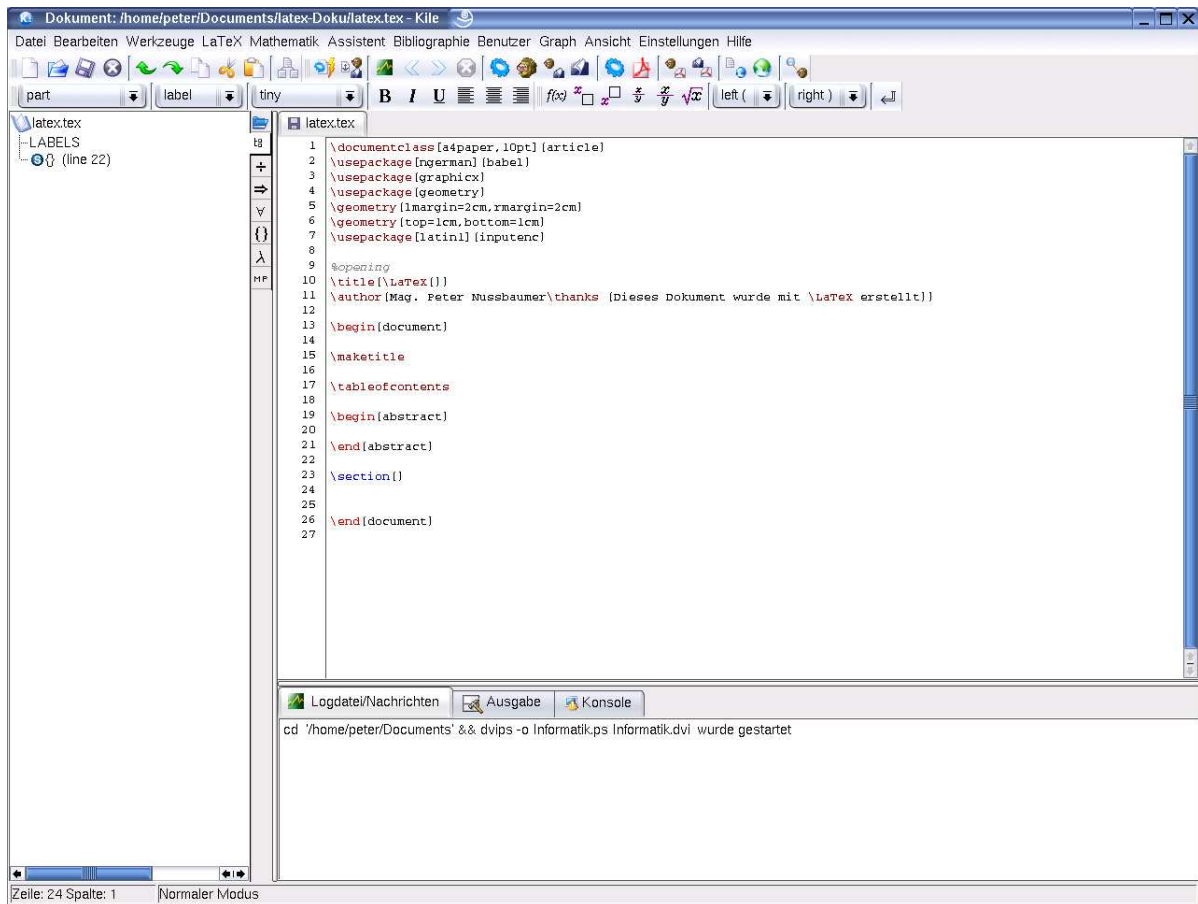 Dokument: /home/peter/Documents/latex-Doku/latex.tex - Kile
Datei Bearbeiten Werkzeuge LaTeX Mathematik Assistent Bibliographie Benutzer Graph Ansicht Einstellungen Hilfe
part label tiny B I U f(x) x x x/y x/y √x left ( right )
latex.tex
LABELS
S {} (line 22)
÷
⇒
∀
{}
λ
MP
latex.tex
1 \documentclass[a4paper,10pt]{article}
2 \usepackage[ngerman]{babel}
3 \usepackage{graphicx}
4 \usepackage{geometry}
5 \geometry{lmargin=2cm,rmargin=2cm}
6 \geometry{top=1cm,bottom=1cm}
7 \usepackage[latin1]{inputenc}
8
9 %opening
10 \title{\LaTeX{}}
11 \author{Mag. Peter Nussbaumer\thanks {Dieses Dokument wurde mit \LaTeX erstellt}}
12
13 \begin{document}
14
15 \maketitle
16
17 \tableofcontents
18
19 \begin{abstract}
20
21 \end{abstract}
22
23 \section{}
24
25
26 \end{document}
27
Logdatei/Nachrichten Ausgabe Konsole
cd '/home/peter/Documents' && dvips -o Informatik.ps Informatik.dvi wurde gestartet
Zeile: 24 Spalte: 1 Normaler Modus